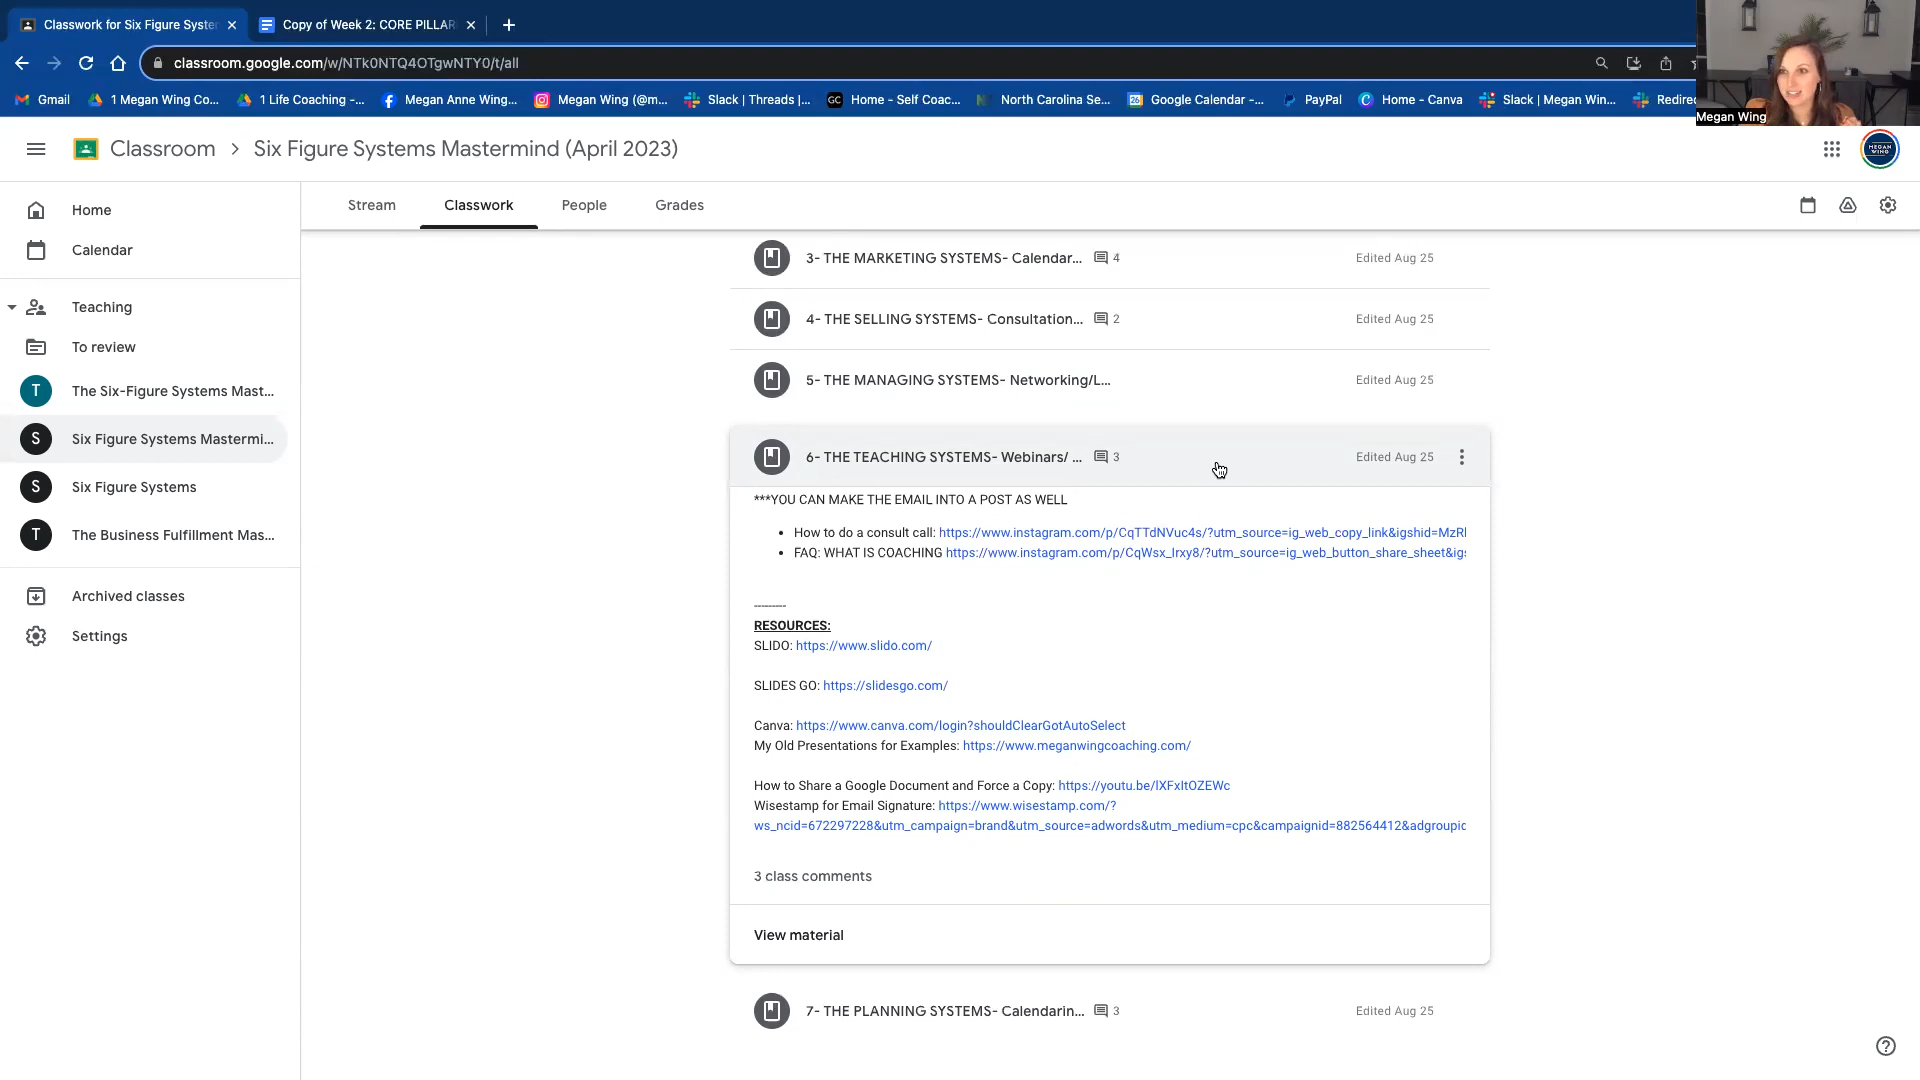 Classwork for Six Figure Syster
Copy of Week 2: CORE PILLAR
classroom.google.com/w/NTk0NTQ4OTgwNTY0/t/all
Gmail
1 Megan Wing Co...
1 Life Coaching -...
Megan Anne Wing...
Megan Wing (@m...
Slack | Threads |...
Home - Self Coac...
North Carolina Se...
Google Calendar -...
PayPal
Home - Canva
Slack | Megan Win...
Redirec
Megan Wing
Classroom > Six Figure Systems Mastermind (April 2023)
MEGAN WING
Stream
Classwork
People
Grades
Home
Calendar
Teaching
To review
T The Six-Figure Systems Mast...
S Six Figure Systems Mastermi...
S Six Figure Systems
T The Business Fulfillment Mas...
Archived classes
Settings
3- THE MARKETING SYSTEMS- Calendar... 4 Edited Aug 25
4- THE SELLING SYSTEMS- Consultation... 2 Edited Aug 25
5- THE MANAGING SYSTEMS- Networking/L... Edited Aug 25
6- THE TEACHING SYSTEMS- Webinars/ ... 3 Edited Aug 25
***YOU CAN MAKE THE EMAIL INTO A POST AS WELL
• How to do a consult call: https://www.instagram.com/p/CqTTdNVuc4s/?utm_source=ig_web_copy_link&igshid=MzRl
• FAQ: WHAT IS COACHING https://www.instagram.com/p/CqWsx_Irxy8/?utm_source=ig_web_button_share_sheet&igs
---------
RESOURCES:
SLIDO: https://www.slido.com/
SLIDES GO: https://slidesgo.com/
Canva: https://www.canva.com/login?shouldClearGotAutoSelect
My Old Presentations for Examples: https://www.meganwingcoaching.com/
How to Share a Google Document and Force a Copy: https://youtu.be/lXFxItOZEWc
Wisestamp for Email Signature: https://www.wisestamp.com/?
ws_ncid=672297228&utm_campaign=brand&utm_source=adwords&utm_medium=cpc&campaignid=882564412&adgroupid
3 class comments
View material
7- THE PLANNING SYSTEMS- Calendarin... 3 Edited Aug 25